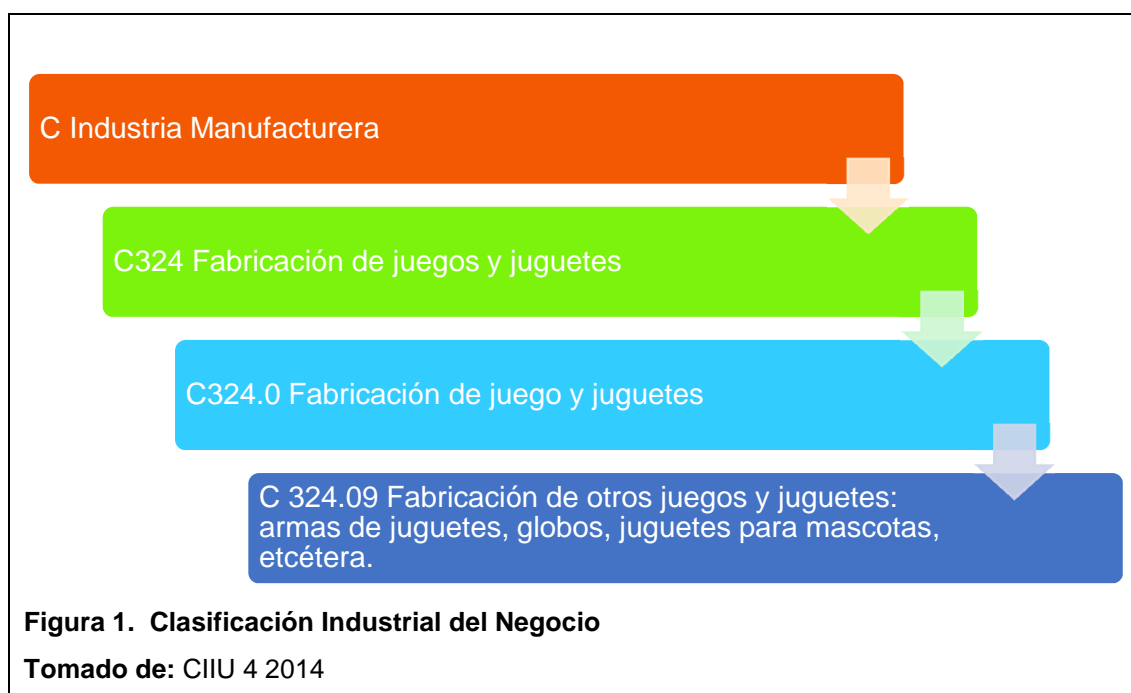 C Industria Manufacturera
C324 Fabricación de juegos y juguetes
C324.0 Fabricación de juego y juguetes
C 324.09 Fabricación de otros juegos y juguetes:
armas de juguetes, globos, juguetes para mascotas,
etcétera.
Figura 1.  Clasificación Industrial del Negocio
Tomado de: CIIU 4 2014